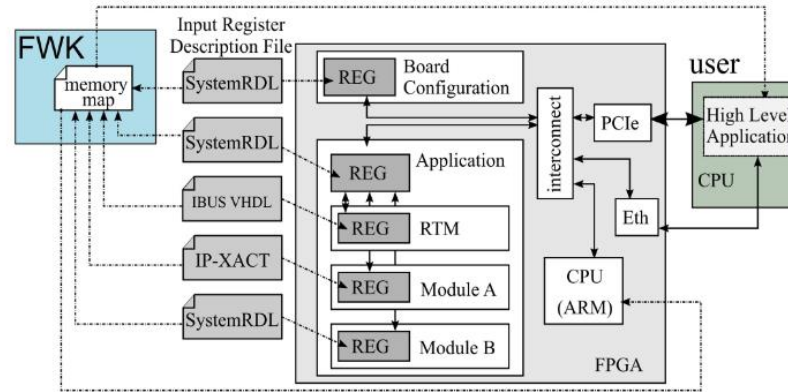 FWK
memory
map
Input Register
Description File
SystemRDL
SystemRDL
IBUS VHDL
IP-XACT
SystemRDL
REG
Board
Configuration
Application
REG
REG
RTM
REG
Module A
REG
Module B
interconnect
PCIe
Eth
CPU
(ARM)
FPGA
user
High Level
Application
CPU